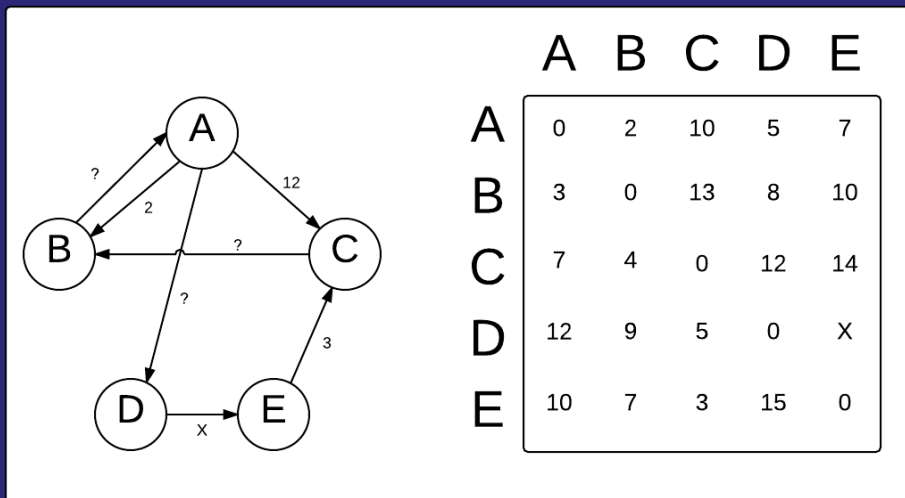 A B C D E
A 0 2 10 5 7
B 3 0 13 8 10
C 7 4 0 12 14
D 12 9 5 0 X
E 10 7 3 15 0
A
?
12
2
B
?
C
?
3
D
E
X